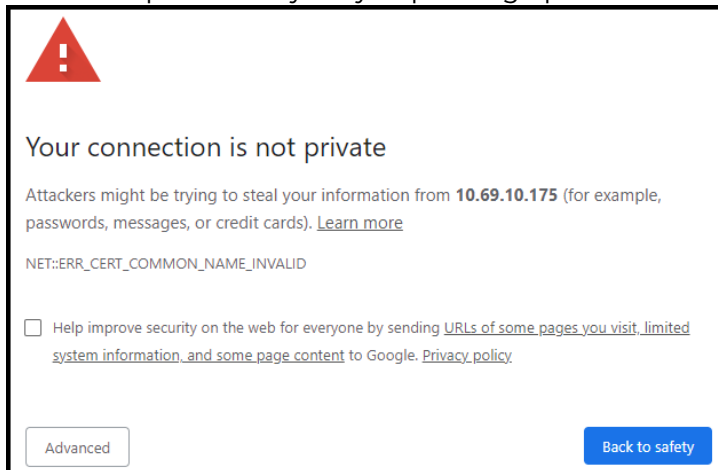 Your connection is not private
Attackers might be trying to steal your information from 10.69.10.175 (for example,
passwords, messages, or credit cards). Learn more
NET::ERR_CERT_COMMON_NAME_INVALID
Help improve security on the web for everyone by sending URLs of some pages you visit, limited
system information, and some page content to Google. Privacy policy
Advanced
Back to safety